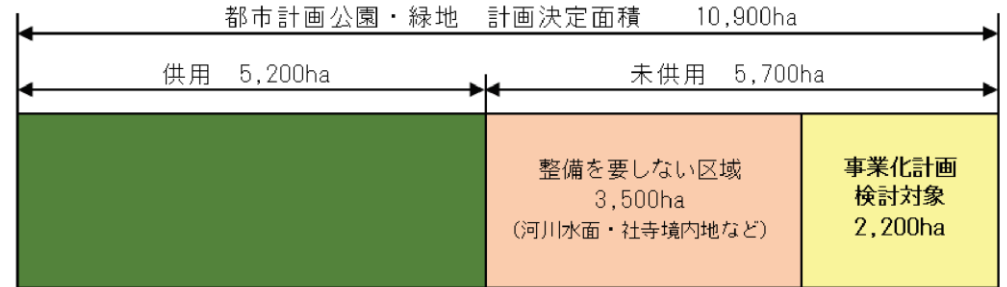 都市計画公園・緑地　計画決定面積　　10,900ha
供用　5,200ha
未供用　5,700ha
整備を要しない区域
3,500ha
（河川水面・社寺境内地など）
事業化計画
検討対象
2,200ha